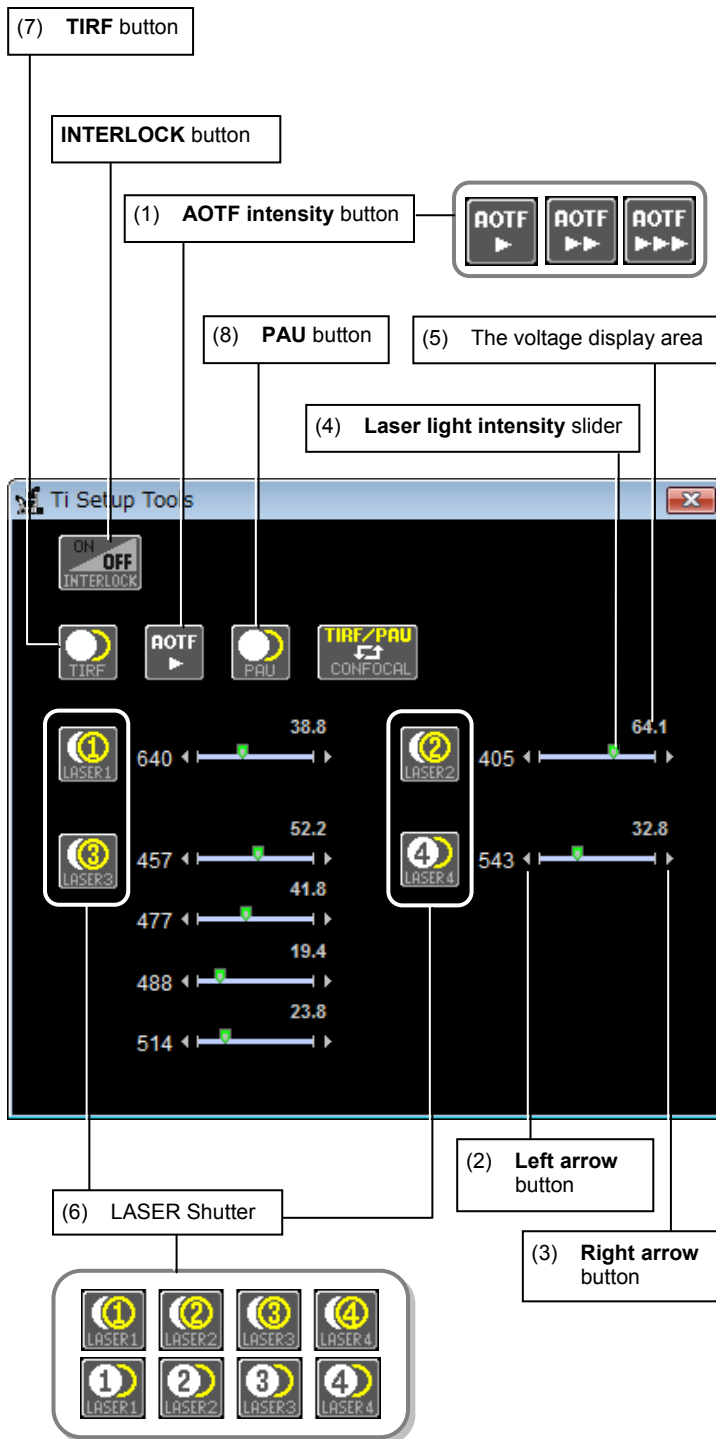 (7) TIRF button
INTERLOCK button
(1) AOTF intensity button
AOTF AOTF AOTF
(8) PAU button
(5) The voltage display area
(4) Laser light intensity slider
Ti Setup Tools
ON
OFF
INTERLOCK
TIRF
AOTF
PAU
TIRF/PAU
CONFOCAL
1
LASER1
640
38.8
2
LASER2
405
64.1
3
LASER3
457
52.2
4
LASER4
543
32.8
477
41.8
488
19.4
514
23.8
(2) Left arrow
button
(6) LASER Shutter
(3) Right arrow
button
1 2 3 4
LASER1 LASER2 LASER3 LASER4
1 2 3 4
LASER1 LASER2 LASER3 LASER4